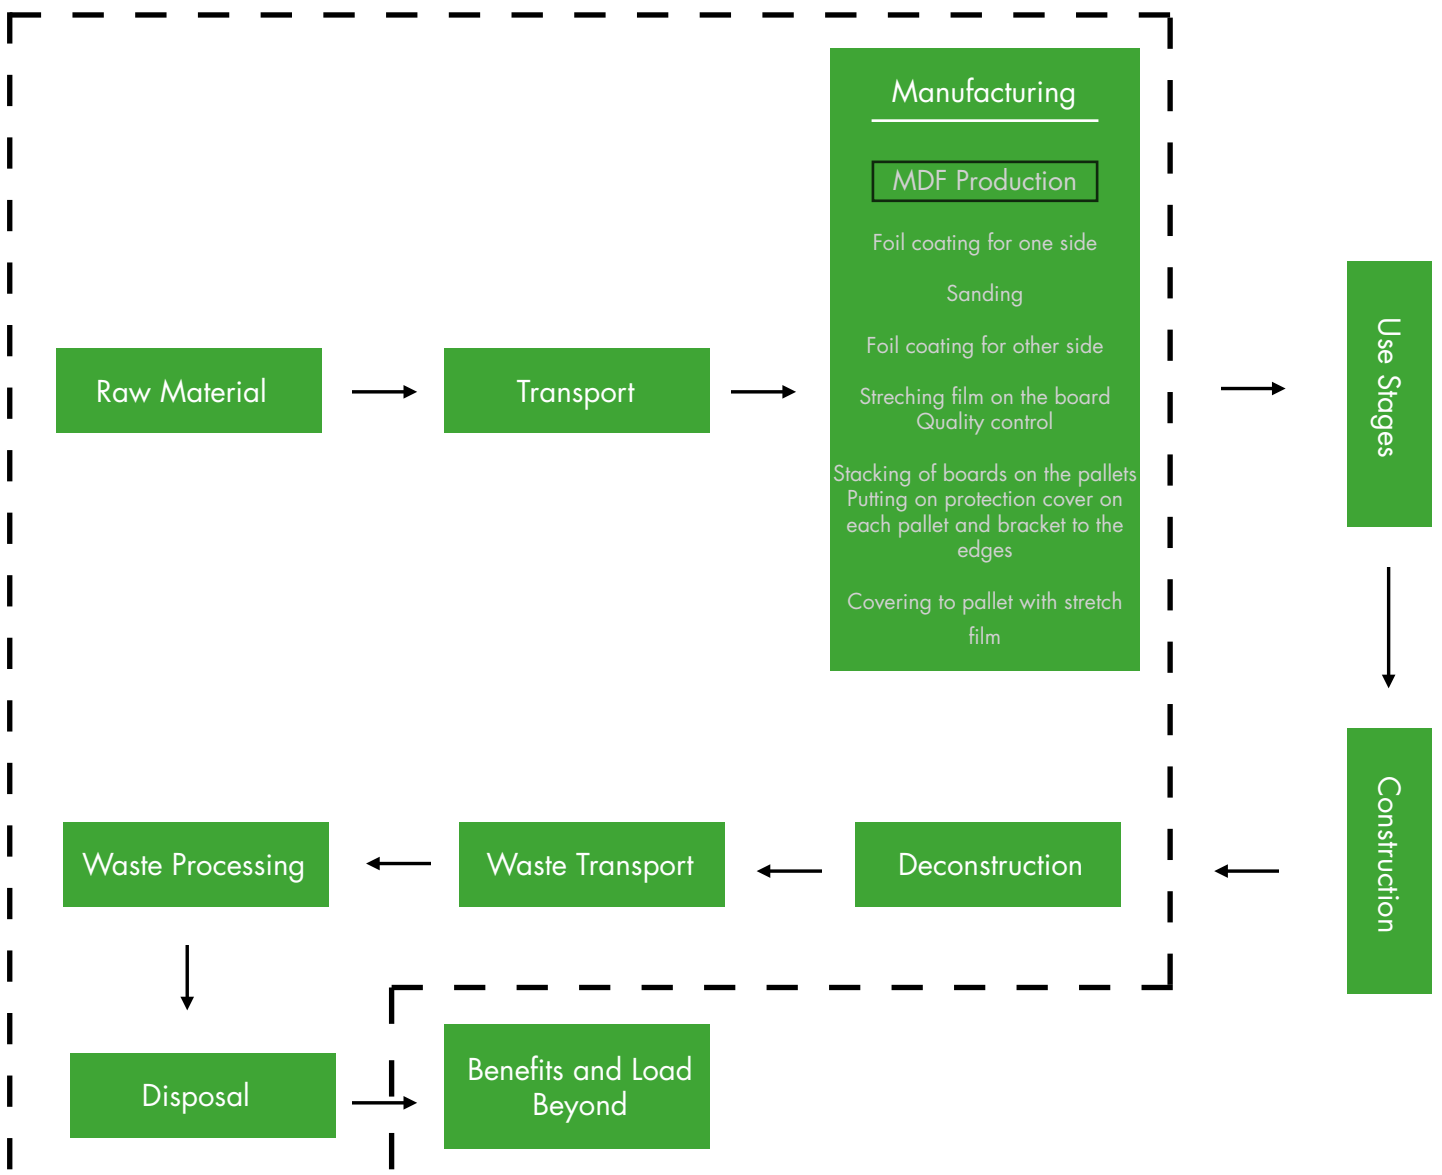 Manufacturing
MDF Production
Foil coating for one side
Sanding
Foil coating for other side
Streching film on the board
Quality control
Stacking of boards on the pallets
Putting on protection cover on
each pallet and bracket to the
edges
Covering to pallet with stretch
film
Raw Material
Transport
Use Stages
Construction
Deconstruction
Waste Transport
Waste Processing
Disposal
Benefits and Load
Beyond